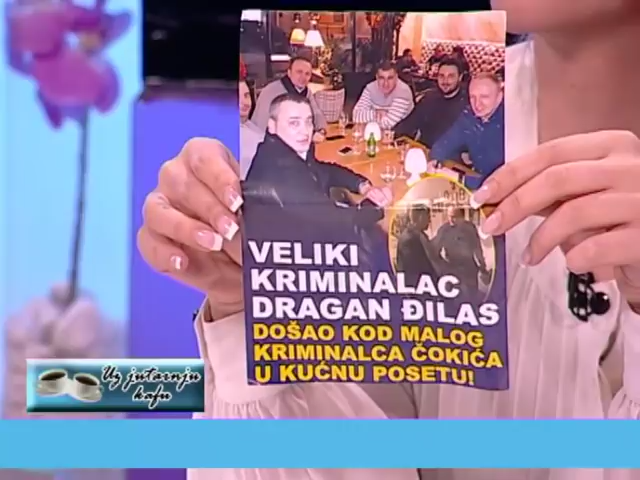 VELIKI
KRIMINALAC
DRAGAN ĐILAS
DOŠAO KOD MALOG
KRIMINALCA ČOKIĆA
U KUĆNU POSETU!
Uz jutarnju
kafu